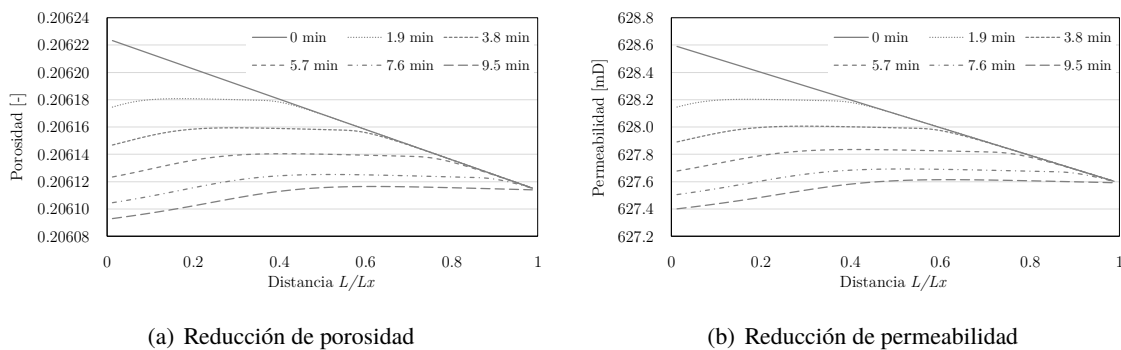 0.20624
0.20622
0.20620
0.20618
0.20616
0.20614
0.20612
0.20610
0.20608
Porosidad [-]
0 min 1.9 min 3.8 min
5.7 min 7.6 min 9.5 min
0 0.2 0.4 0.6 0.8 1
Distancia L/Lx
(a) Reducción de porosidad
628.8
628.6
628.4
628.2
628.0
627.8
627.6
627.4
627.2
Permeabilidad [mD]
0 min 1.9 min 3.8 min
5.7 min 7.6 min 9.5 min
0 0.2 0.4 0.6 0.8 1
Distancia L/Lx
(b) Reducción de permeabilidad